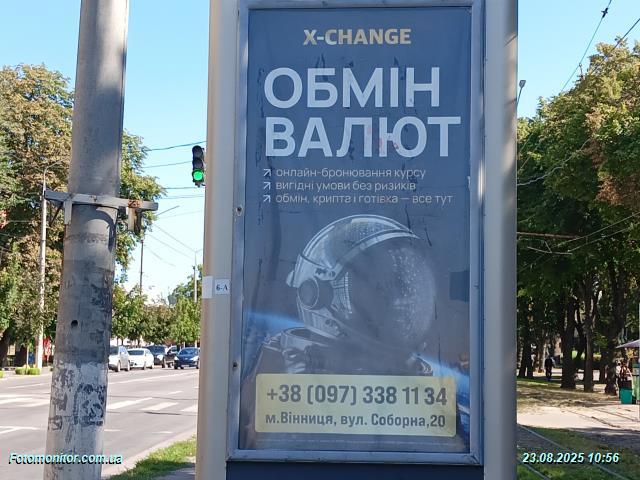 X-CHANGE
ОБМІН
ВАЛЮТ
онлайн-бронювання курсу
вигідні умови без ризиків
обмін, крипта і готівка — все тут
6-А
+38 (097) 338 11 34
м.Вінниця, вул. Соборна,20
Fotomonitor.com.ua
23.08.2025 10:56